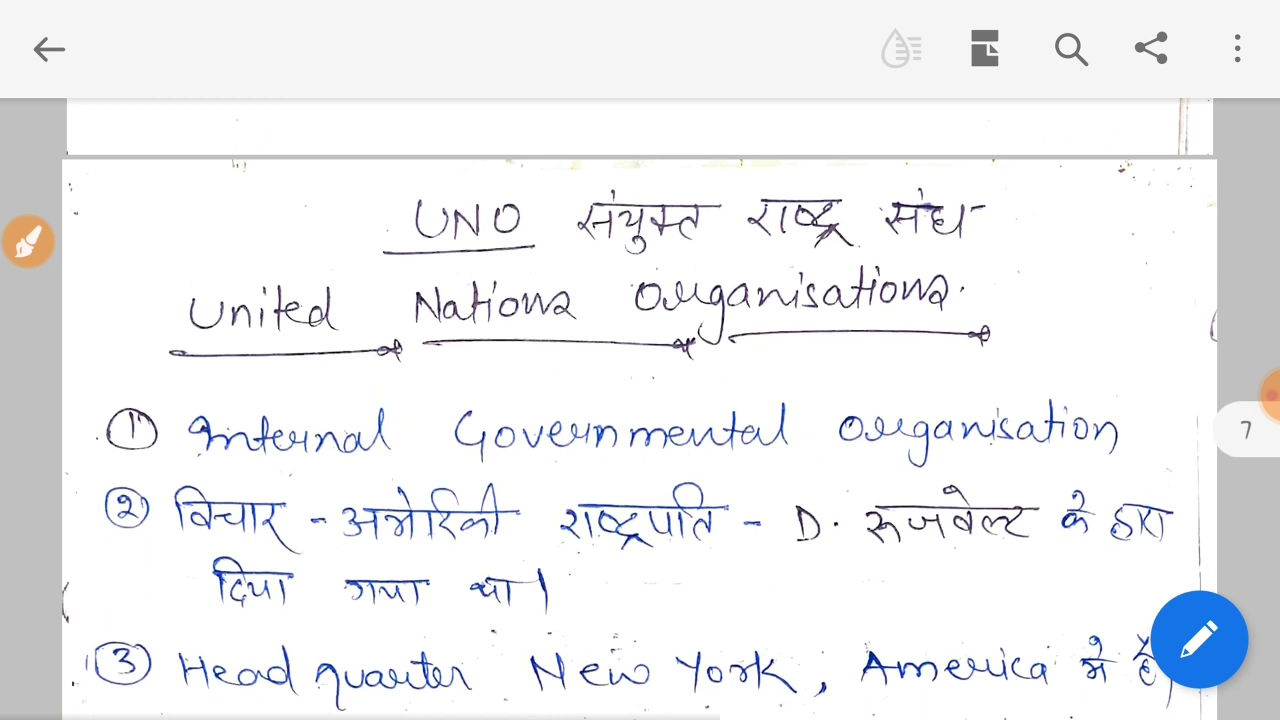 UNO संयुक्त राष्ट्र संघ
United Nations Organisations.
① Internal Governmental Organisation
② विचार - अमेरिकी राष्ट्रपति - D. रूजवेल्ट के द्वारा
दिया गया था।
7
③ Head quarter New York, America मे है।